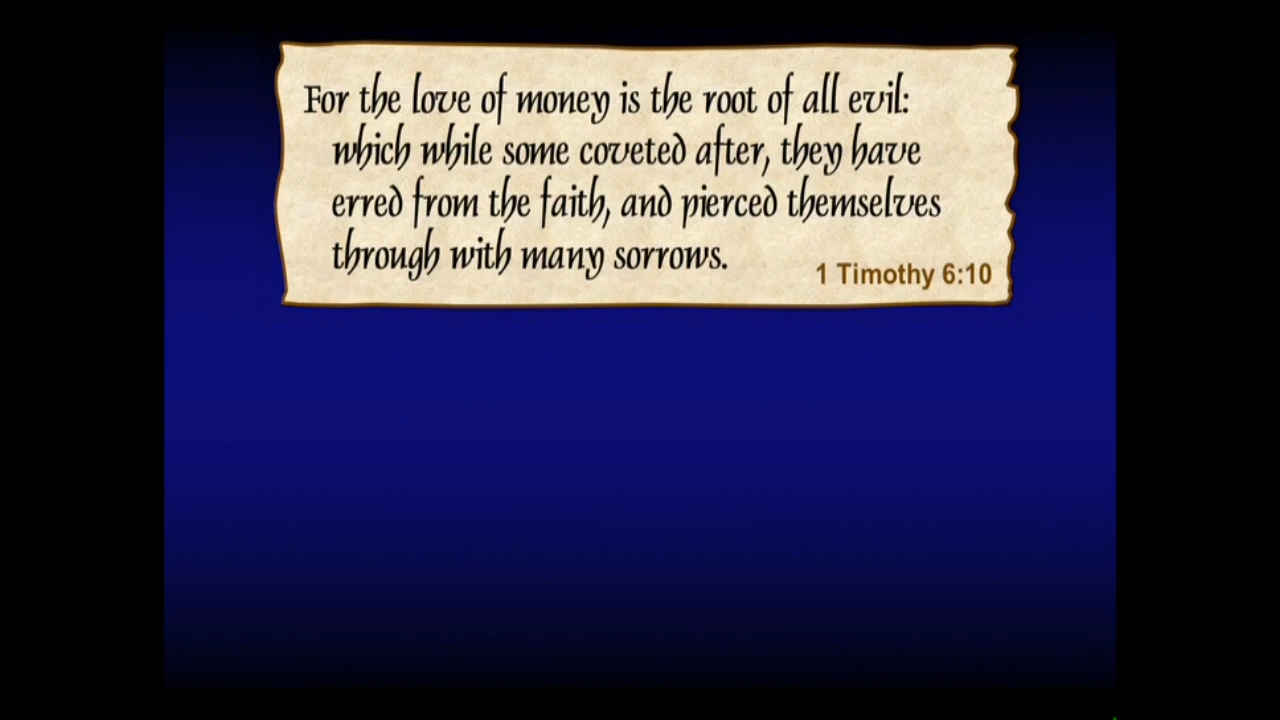 For the love of money is the root of all evil:
which while some coveted after, they have
erred from the faith, and pierced themselves
through with many sorrows.
1 Timothy 6:10